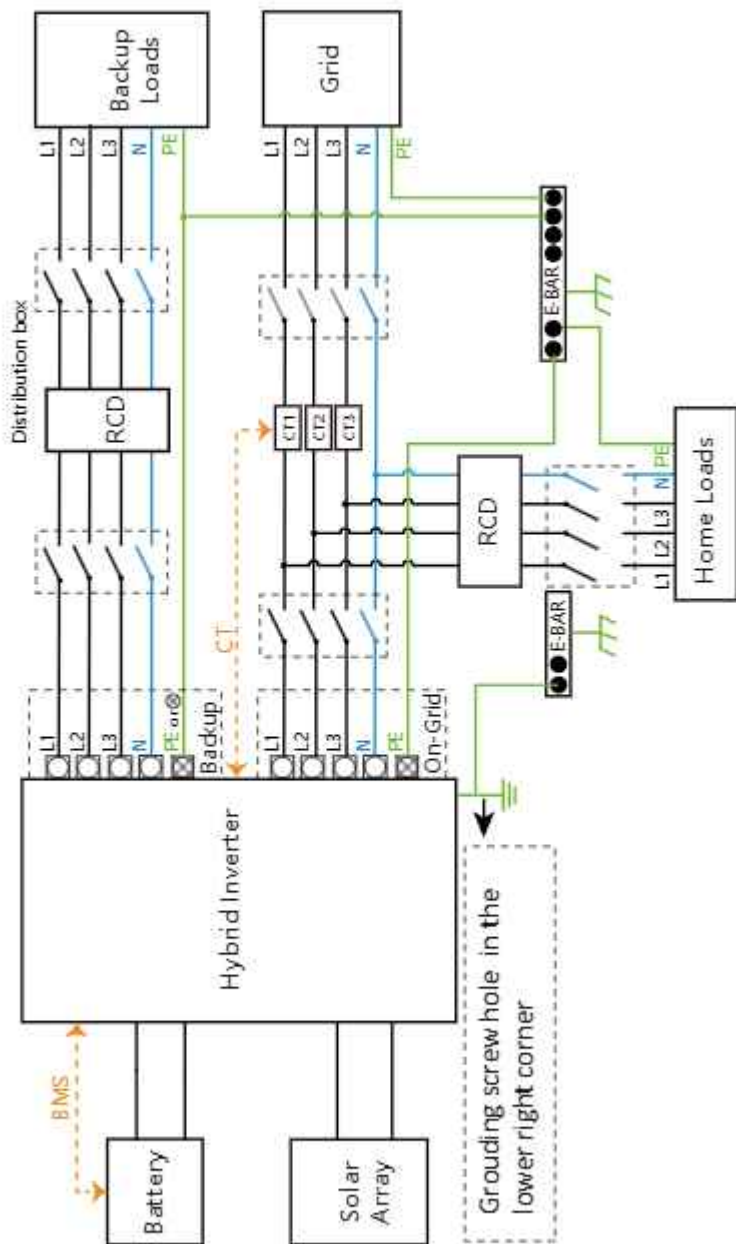 Distribution box
Backup
Loads
L1
L2
L3
N
PE
Grid
L1
L2
L3
N
PE
RCD
CT1
CT2
CT3
CT
E-BAR
L1
L2
L3
N
PE
or
Backup
L1
L2
L3
N
PE
On-Grid
RCD
E-BAR
L1
L2
L3
N
PE
Home Loads
Hybrid Inverter
BMS
Battery
Solar
Array
Grouding screw hole in the
lower right corner